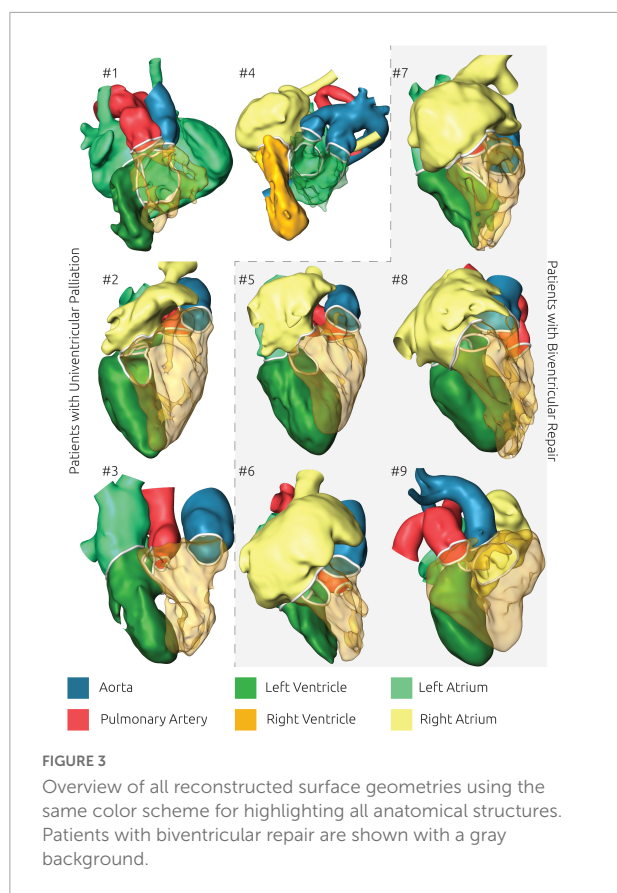 #1
#4
#7
#2
#5
#8
#3
#6
#9
Patients with Univentricular Palliation
Patients with Biventricular Repair
Aorta
Left Ventricle
Left Atrium
Pulmonary Artery
Right Ventricle
Right Atrium
FIGURE 3
Overview of all reconstructed surface geometries using the
same color scheme for highlighting all anatomical structures.
Patients with biventricular repair are shown with a gray
background.